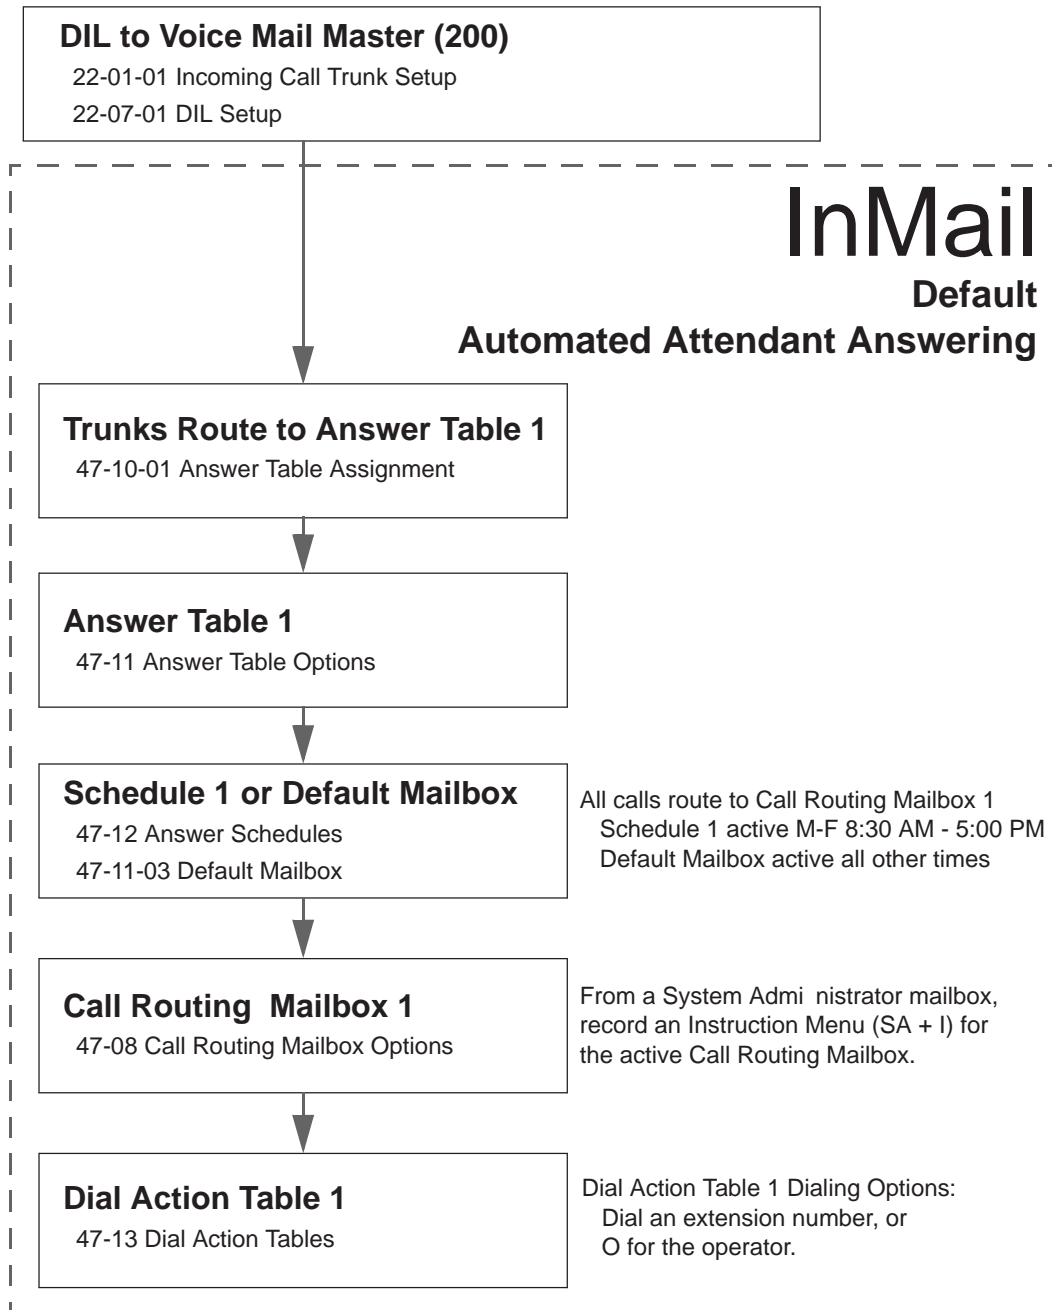 DIL to Voice Mail Master (200)
22-01-01 Incoming Call Trunk Setup
22-07-01 DIL Setup
InMail
Default
Automated Attendant Answering
Trunks Route to Answer Table 1
47-10-01 Answer Table Assignment
Answer Table 1
47-11 Answer Table Options
Schedule 1 or Default Mailbox
47-12 Answer Schedules
47-11-03 Default Mailbox
All calls route to Call Routing Mailbox 1
Schedule 1 active M-F 8:30 AM - 5:00 PM
Default Mailbox active all other times
Call Routing  Mailbox 1
47-08 Call Routing Mailbox Options
From a System Admi nistrator mailbox,
record an Instruction Menu (SA + I) for
the active Call Routing Mailbox.
Dial Action Table 1
47-13 Dial Action Tables
Dial Action Table 1 Dialing Options:
Dial an extension number, or
O for the operator.